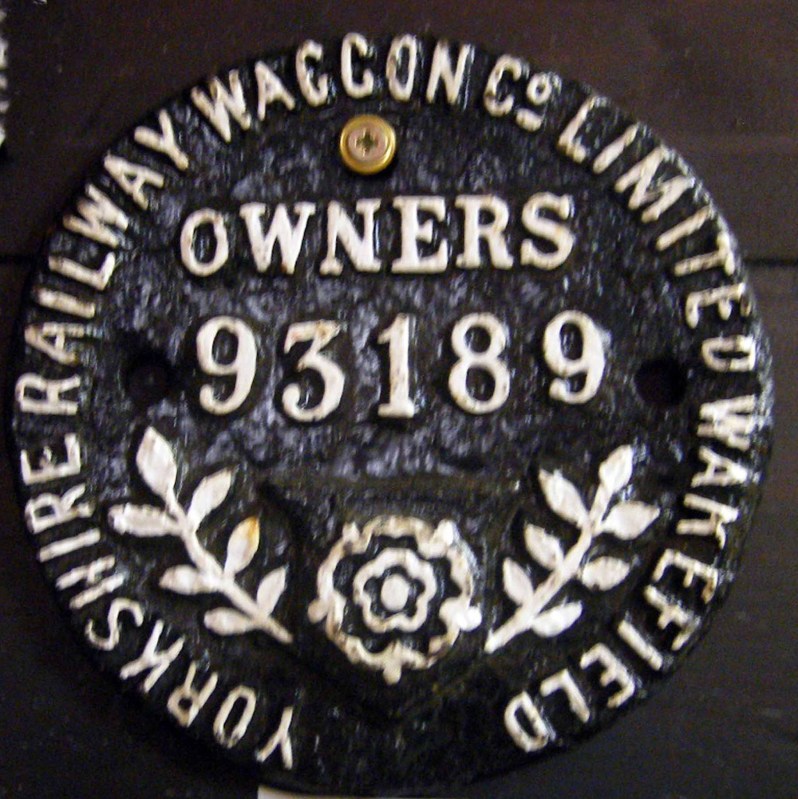 YORKSHIRE RAILWAY WAGGON Co LIMITED WAKEFIELD
OWNERS
93189